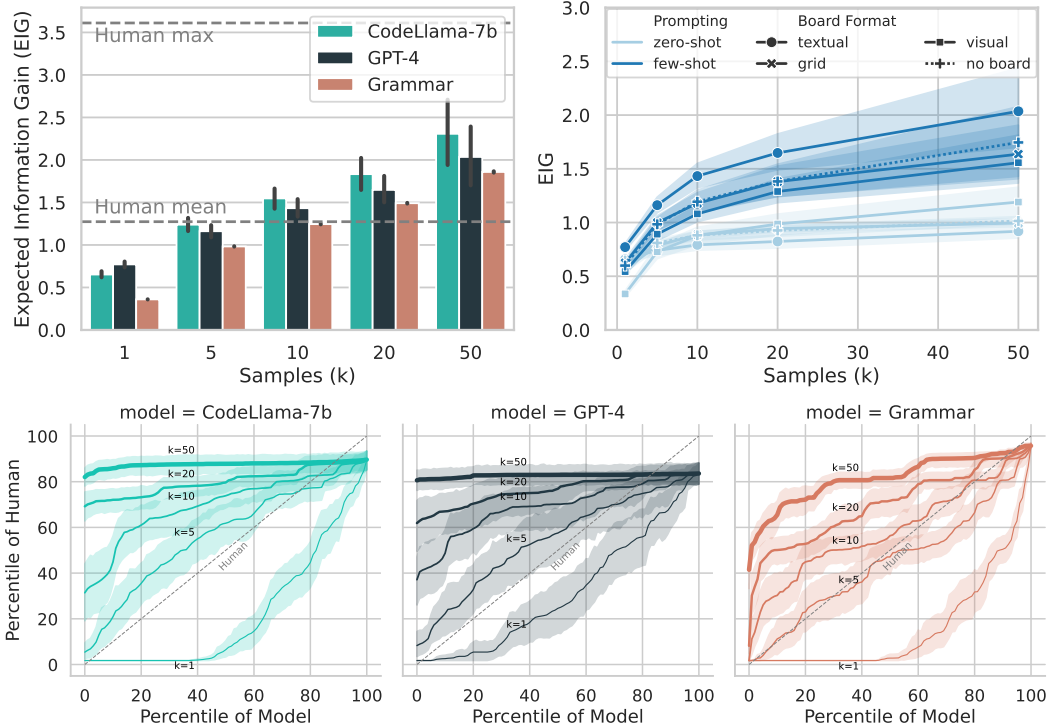 Expected Information Gain (EIG)
3.5
3.0
2.5
2.0
1.5
1.0
0.5
0.0
Human max
Human mean
CodeLlama-7b
GPT-4
Grammar
1 5 10 20 50
Samples (k)
EIG
3.0
2.5
2.0
1.5
1.0
0.5
0.0
Prompting Board Format
zero-shot textual visual
few-shot grid no board
0 10 20 30 40 50
Samples (k)
model = CodeLlama-7b
Percentile of Human
100
80
60
40
20
0
k=50
k=20
k=10
k=5
Human
k=1
0 20 40 60 80 100
Percentile of Model
model = GPT-4
k=50
k=20
k=10
k=5
Human
k=1
0 20 40 60 80 100
Percentile of Model
model = Grammar
k=50
k=20
k=10
Human
k=5
k=1
0 20 40 60 80 100
Percentile of Model